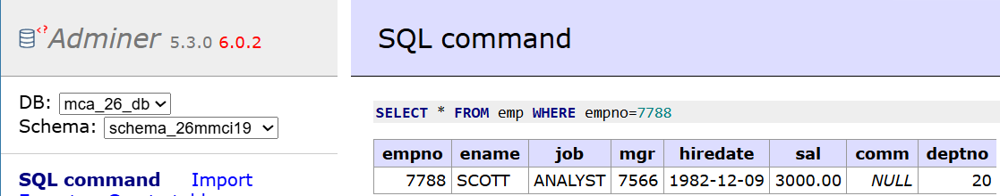 <?Adminer 5.3.0 6.0.2
DB: mca_26_db
Schema: schema_26mmci19
SQL command Import
SQL command
SELECT * FROM emp WHERE empno=7788
empno ename job mgr hiredate sal comm deptno
7788 SCOTT ANALYST 7566 1982-12-09 3000.00 NULL 20